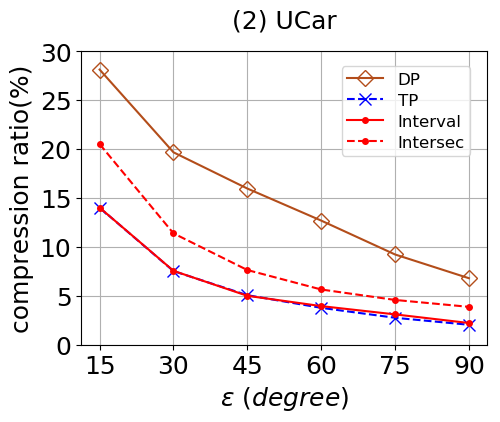 (2) UCar
compression ratio(%)
30
25
20
15
10
5
0
DP
TP
Interval
Intersec
15 30 45 60 75 90
ε (degree)